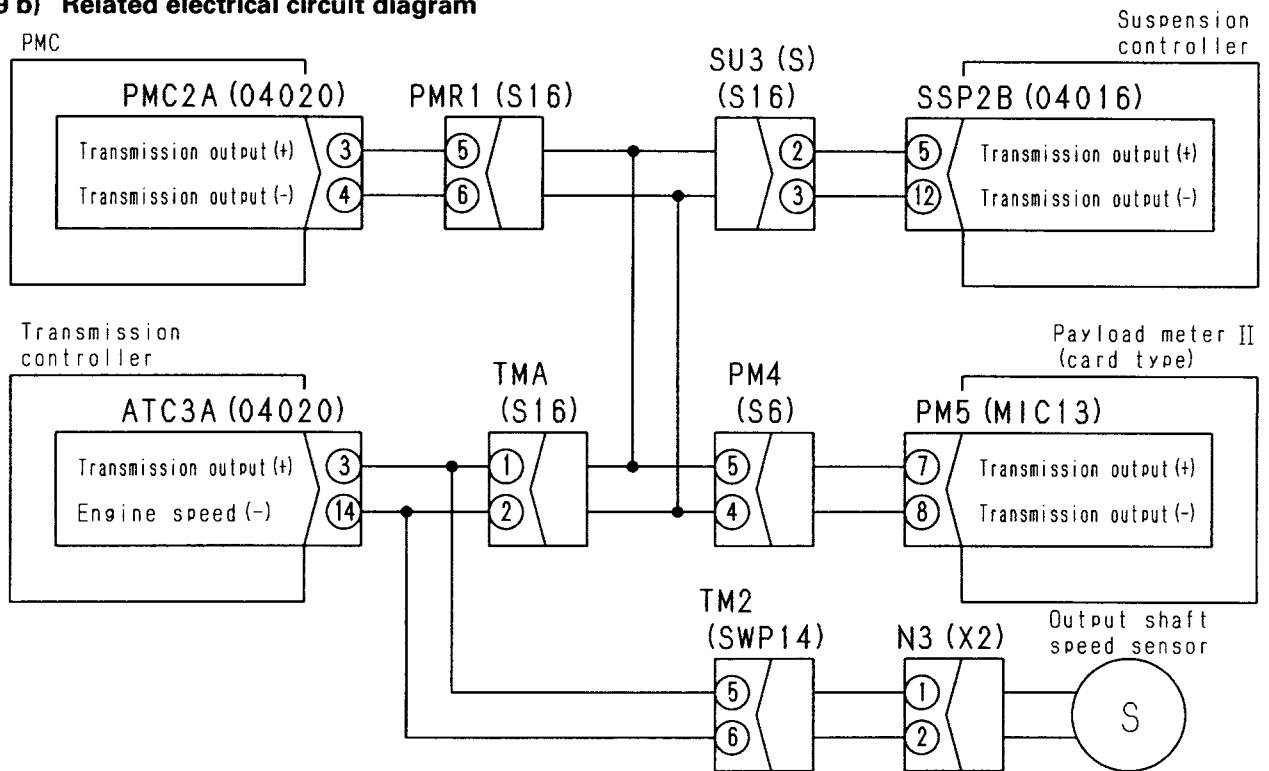 9 b) Related electrical circuit diagram
PMC
PMC2A (04020)
Transmission output (+)
Transmission output (-)
3
4
PMR1 (S16)
5
6
SU3 (S)
(S16)
2
3
Suspension
controller
SSP2B (04016)
5
12
Transmission output (+)
Transmission output (-)
Transmission
controller
ATC3A (04020)
Transmission output (+)
Engine speed (-)
3
14
TMA
(S16)
1
2
PM4
(S6)
5
4
Payload meter II
(card type)
PM5 (MIC13)
7
8
Transmission output (+)
Transmission output (-)
TM2
(SWP14)
5
6
N3 (X2)
1
2
Output shaft
speed sensor
S